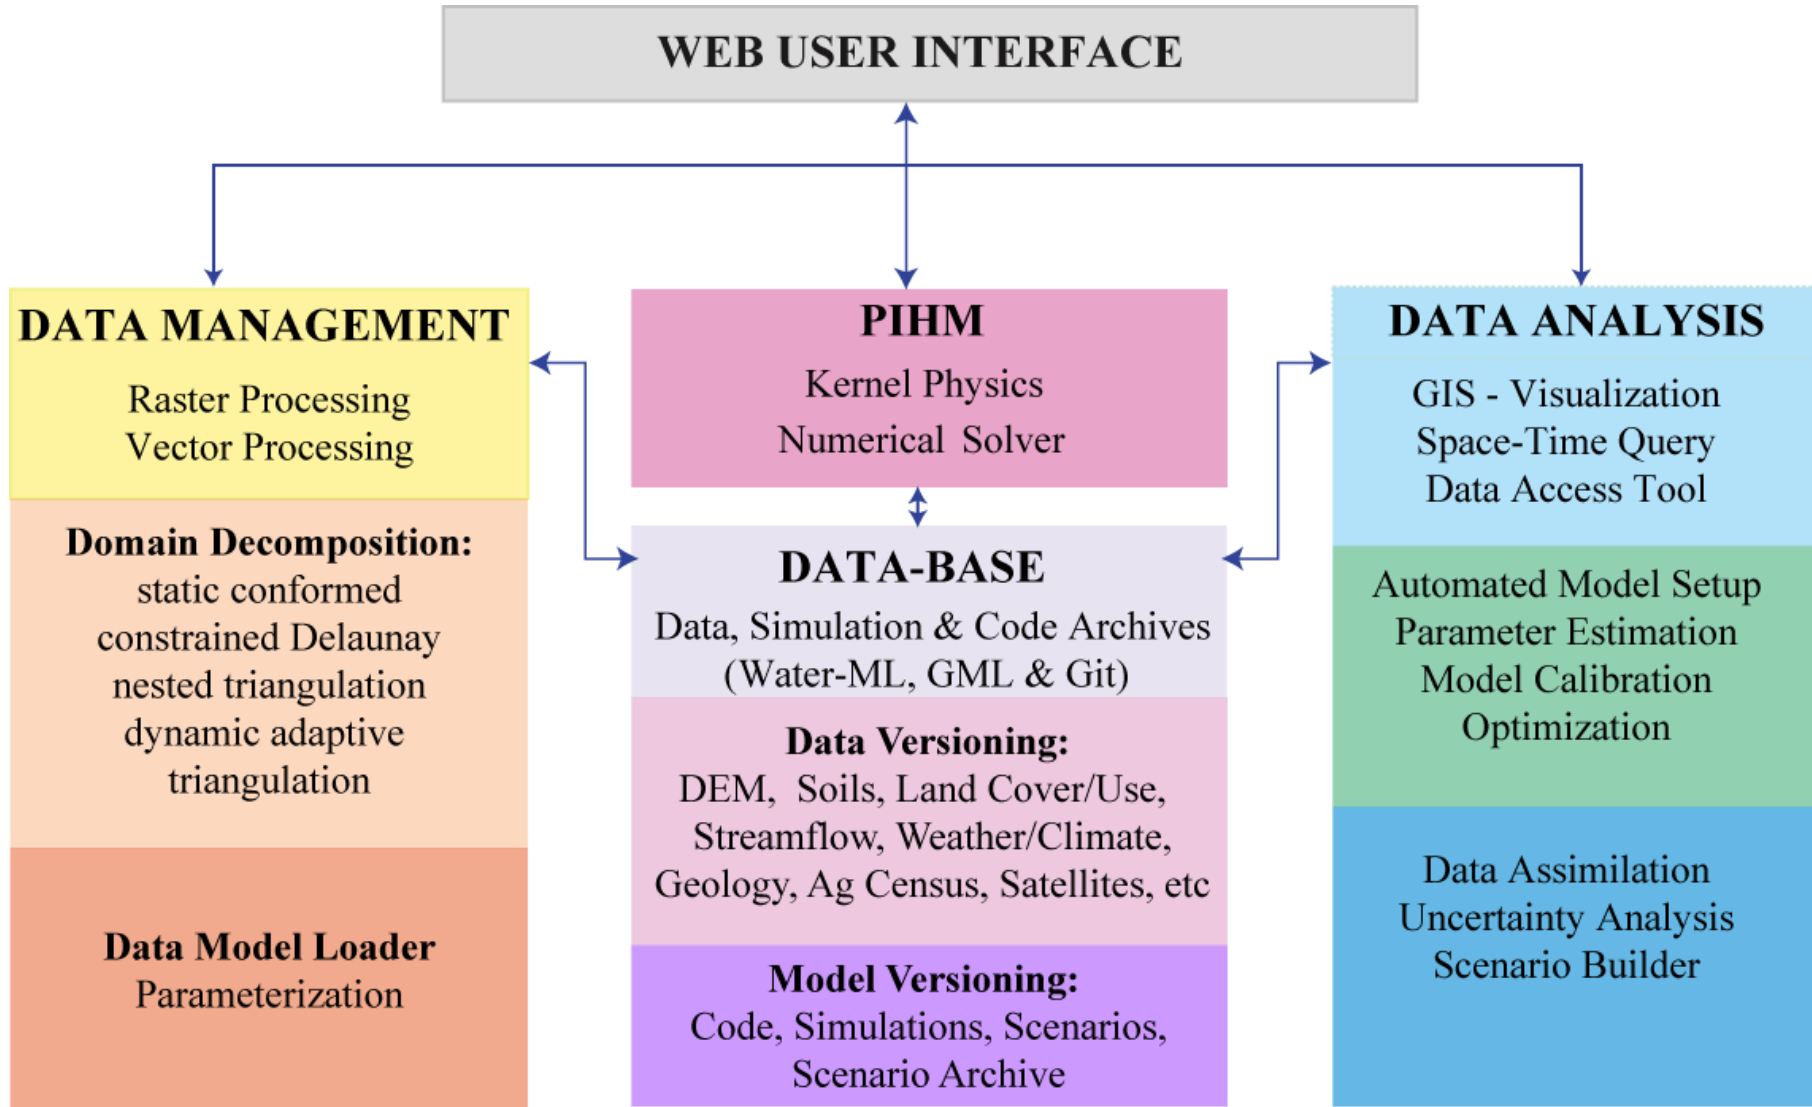 WEB USER INTERFACE
DATA MANAGEMENT
Raster Processing
Vector Processing
Domain Decomposition:
static conformed
constrained Delaunay
nested triangulation
dynamic adaptive
triangulation
Data Model Loader
Parameterization
PIHM
Kernel Physics
Numerical Solver
DATA-BASE
Data, Simulation & Code Archives
(Water-ML, GML & Git)
Data Versioning:
DEM, Soils, Land Cover/Use,
Streamflow, Weather/Climate,
Geology, Ag Census, Satellites, etc
Model Versioning:
Code, Simulations, Scenarios,
Scenario Archive
DATA ANALYSIS
GIS - Visualization
Space-Time Query
Data Access Tool
Automated Model Setup
Parameter Estimation
Model Calibration
Optimization
Data Assimilation
Uncertainty Analysis
Scenario Builder